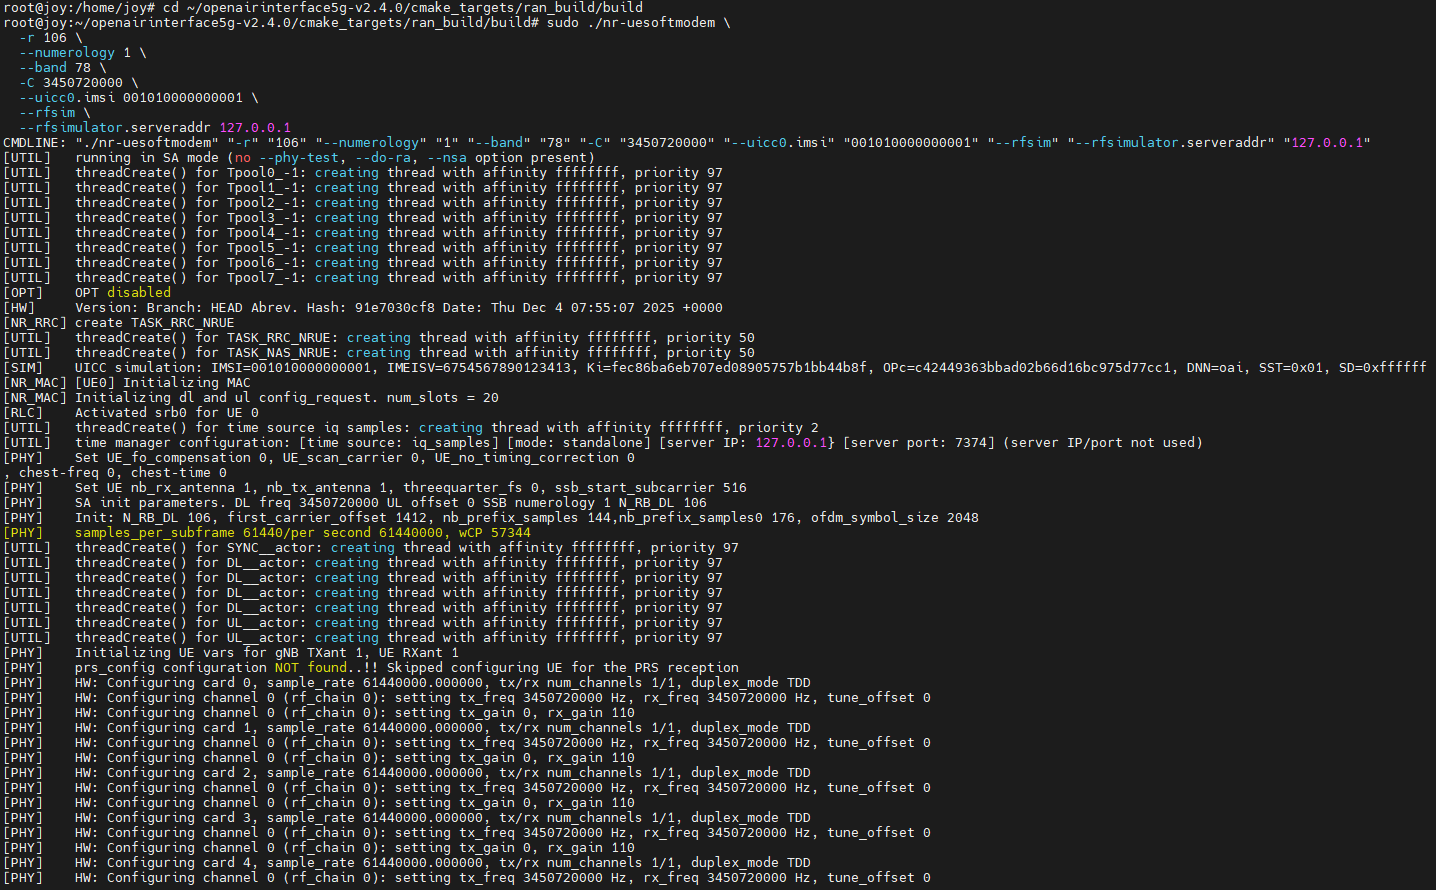 root@joy:/home/joy# cd ~/openairinterface5g-v2.4.0/cmake_targets/ran_build/build
root@joy:~/openairinterface5g-v2.4.0/cmake_targets/ran_build/build# sudo ./nr-uesoftmodem \
  -r 106 \
  --numerology 1 \
  --band 78 \
  -C 3450720000 \
  --uicc0.imsi 001010000000001 \
  --rfsim \
  --rfsimulator.serveraddr 127.0.0.1
CMDLINE: "./nr-uesoftmodem" "-r" "106" "--numerology" "1" "--band" "78" "-C" "3450720000" "--uicc0.imsi" "001010000000001" "--rfsim" "--rfsimulator.serveraddr" "127.0.0.1"
[UTIL]   running in SA mode (no --phy-test, --do-ra, --nsa option present)
[UTIL]   threadCreate() for Tpool0_-1: creating thread with affinity ffffffff, priority 97
[UTIL]   threadCreate() for Tpool1_-1: creating thread with affinity ffffffff, priority 97
[UTIL]   threadCreate() for Tpool2_-1: creating thread with affinity ffffffff, priority 97
[UTIL]   threadCreate() for Tpool3_-1: creating thread with affinity ffffffff, priority 97
[UTIL]   threadCreate() for Tpool4_-1: creating thread with affinity ffffffff, priority 97
[UTIL]   threadCreate() for Tpool5_-1: creating thread with affinity ffffffff, priority 97
[UTIL]   threadCreate() for Tpool6_-1: creating thread with affinity ffffffff, priority 97
[UTIL]   threadCreate() for Tpool7_-1: creating thread with affinity ffffffff, priority 97
[OPT]    OPT disabled
[HW]     Version: Branch: HEAD Abrev. Hash: 91e7030cf8 Date: Thu Dec 4 07:55:07 2025 +0000
[NR_RRC] create TASK_RRC_NRUE
[UTIL]   threadCreate() for TASK_RRC_NRUE: creating thread with affinity ffffffff, priority 50
[UTIL]   threadCreate() for TASK_NAS_NRUE: creating thread with affinity ffffffff, priority 50
[SIM]    UICC simulation: IMSI=001010000000001, IMEISV=6754567890123413, Ki=fec86ba6eb707ed08905757b1bb44b8f, OPc=c42449363bbad02b66d16bc975d77cc1, DNN=oai, SST=0x01, SD=0xffffff
[NR_MAC] [UE0] Initializing MAC
[NR_MAC] Initializing dl and ul config_request. num_slots = 20
[RLC]    Activated srb0 for UE 0
[UTIL]   threadCreate() for time source iq samples: creating thread with affinity ffffffff, priority 2
[UTIL]   time manager configuration: [time source: iq_samples] [mode: standalone] [server IP: 127.0.0.1} [server port: 7374] (server IP/port not used)
[PHY]    Set UE_fo_compensation 0, UE_scan_carrier 0, UE_no_timing_correction 0
, chest-freq 0, chest-time 0
[PHY]    Set UE nb_rx_antenna 1, nb_tx_antenna 1, threequarter_fs 0, ssb_start_subcarrier 516
[PHY]    SA init parameters. DL freq 3450720000 UL offset 0 SSB numerology 1 N_RB_DL 106
[PHY]    Init: N_RB_DL 106, first_carrier_offset 1412, nb_prefix_samples 144,nb_prefix_samples0 176, ofdm_symbol_size 2048
[PHY]    samples_per_subframe 61440/per second 61440000, wCP 57344
[UTIL]   threadCreate() for SYNC__actor: creating thread with affinity ffffffff, priority 97
[UTIL]   threadCreate() for DL__actor: creating thread with affinity ffffffff, priority 97
[UTIL]   threadCreate() for DL__actor: creating thread with affinity ffffffff, priority 97
[UTIL]   threadCreate() for DL__actor: creating thread with affinity ffffffff, priority 97
[UTIL]   threadCreate() for DL__actor: creating thread with affinity ffffffff, priority 97
[UTIL]   threadCreate() for UL__actor: creating thread with affinity ffffffff, priority 97
[UTIL]   threadCreate() for UL__actor: creating thread with affinity ffffffff, priority 97
[PHY]    Initializing UE vars for gNB TXant 1, UE RXant 1
[PHY]    prs_config configuration NOT found..!! Skipped configuring UE for the PRS reception
[PHY]    HW: Configuring card 0, sample_rate 61440000.000000, tx/rx num_channels 1/1, duplex_mode TDD
[PHY]    HW: Configuring channel 0 (rf_chain 0): setting tx_freq 3450720000 Hz, rx_freq 3450720000 Hz, tune_offset 0
[PHY]    HW: Configuring channel 0 (rf_chain 0): setting tx_gain 0, rx_gain 110
[PHY]    HW: Configuring card 1, sample_rate 61440000.000000, tx/rx num_channels 1/1, duplex_mode TDD
[PHY]    HW: Configuring channel 0 (rf_chain 0): setting tx_freq 3450720000 Hz, rx_freq 3450720000 Hz, tune_offset 0
[PHY]    HW: Configuring channel 0 (rf_chain 0): setting tx_gain 0, rx_gain 110
[PHY]    HW: Configuring card 2, sample_rate 61440000.000000, tx/rx num_channels 1/1, duplex_mode TDD
[PHY]    HW: Configuring channel 0 (rf_chain 0): setting tx_freq 3450720000 Hz, rx_freq 3450720000 Hz, tune_offset 0
[PHY]    HW: Configuring channel 0 (rf_chain 0): setting tx_gain 0, rx_gain 110
[PHY]    HW: Configuring card 3, sample_rate 61440000.000000, tx/rx num_channels 1/1, duplex_mode TDD
[PHY]    HW: Configuring channel 0 (rf_chain 0): setting tx_freq 3450720000 Hz, rx_freq 3450720000 Hz, tune_offset 0
[PHY]    HW: Configuring channel 0 (rf_chain 0): setting tx_gain 0, rx_gain 110
[PHY]    HW: Configuring card 4, sample_rate 61440000.000000, tx/rx num_channels 1/1, duplex_mode TDD
[PHY]    HW: Configuring channel 0 (rf_chain 0): setting tx_freq 3450720000 Hz, rx_freq 3450720000 Hz, tune_offset 0